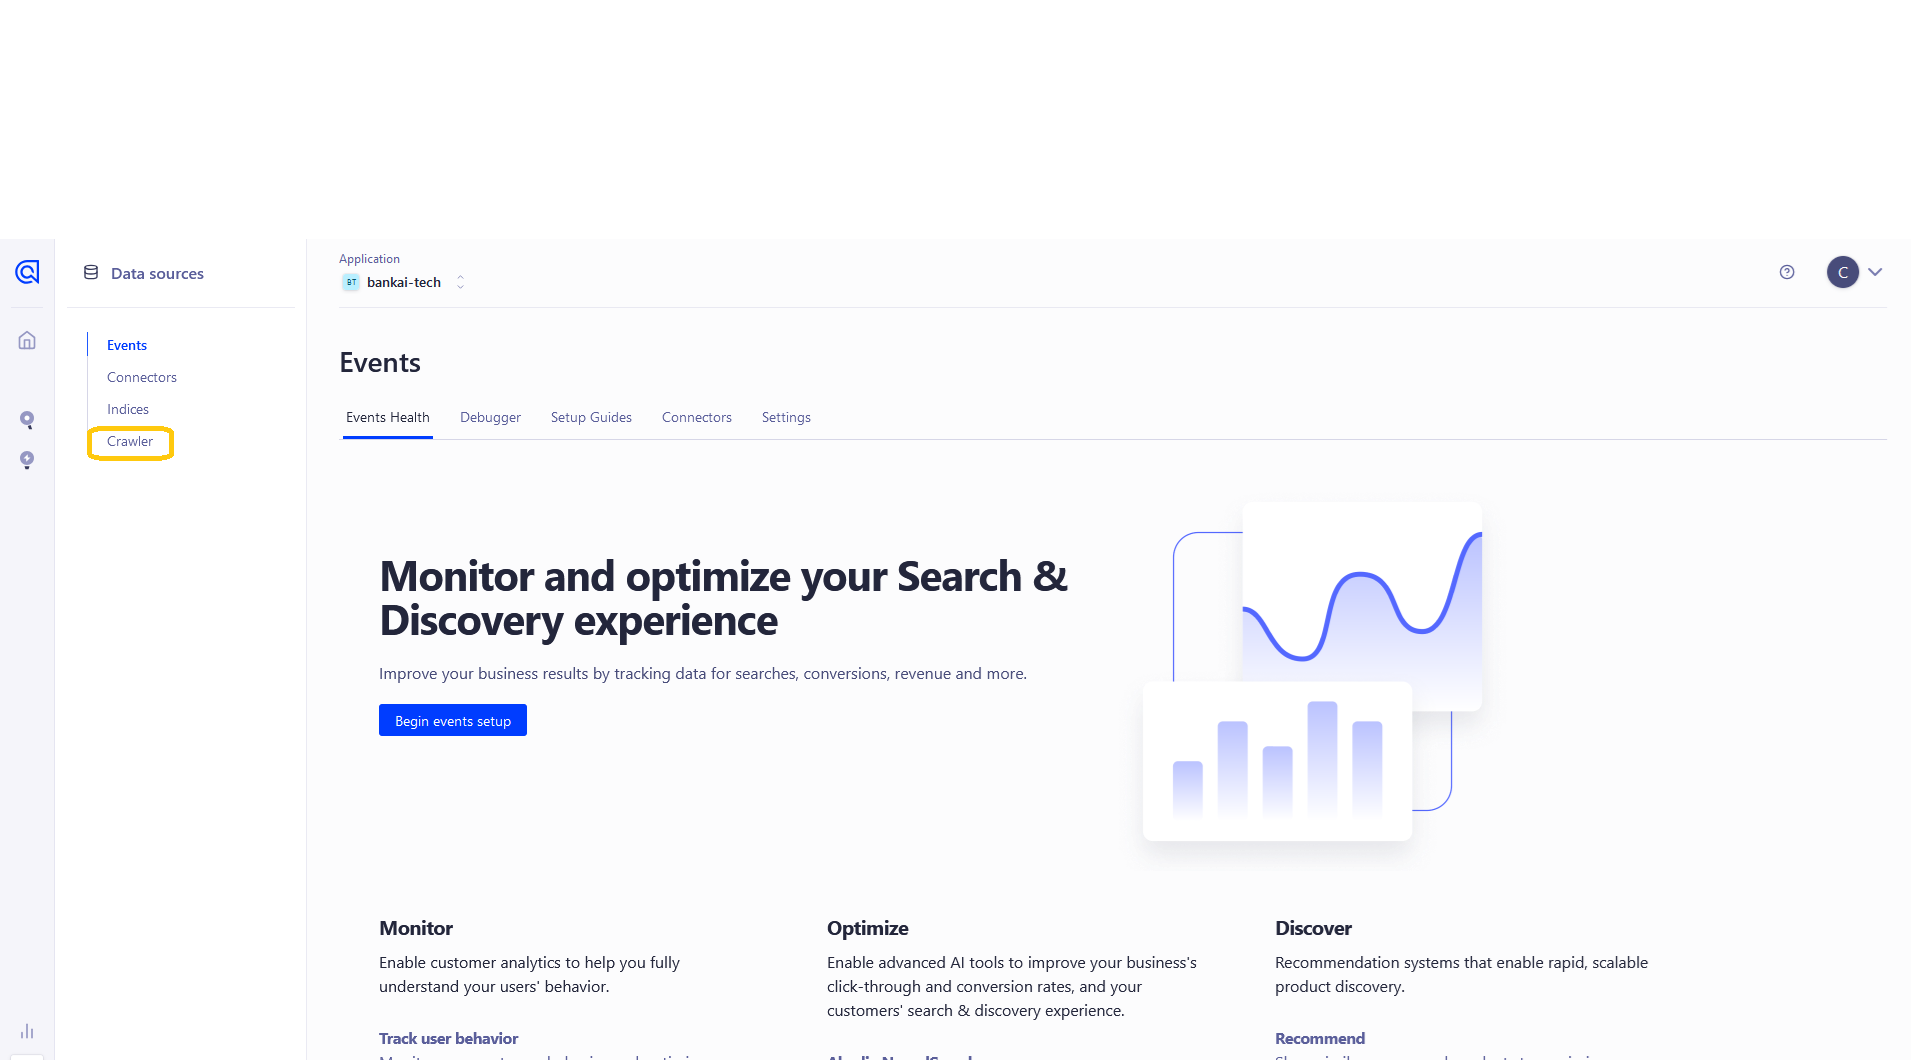 Data sources
Events
Connectors
Indices
Crawler
Application
BT bankai-tech
C
Events
Events Health Debugger Setup Guides Connectors Settings
Monitor and optimize your Search &
Discovery experience
Improve your business results by tracking data for searches, conversions, revenue and more.
Begin events setup
Monitor
Enable customer analytics to help you fully
understand your users' behavior.
Track user behavior
Optimize
Enable advanced AI tools to improve your business's
click-through and conversion rates, and your
customers' search & discovery experience.
Discover
Recommendation systems that enable rapid, scalable
product discovery.
Recommend